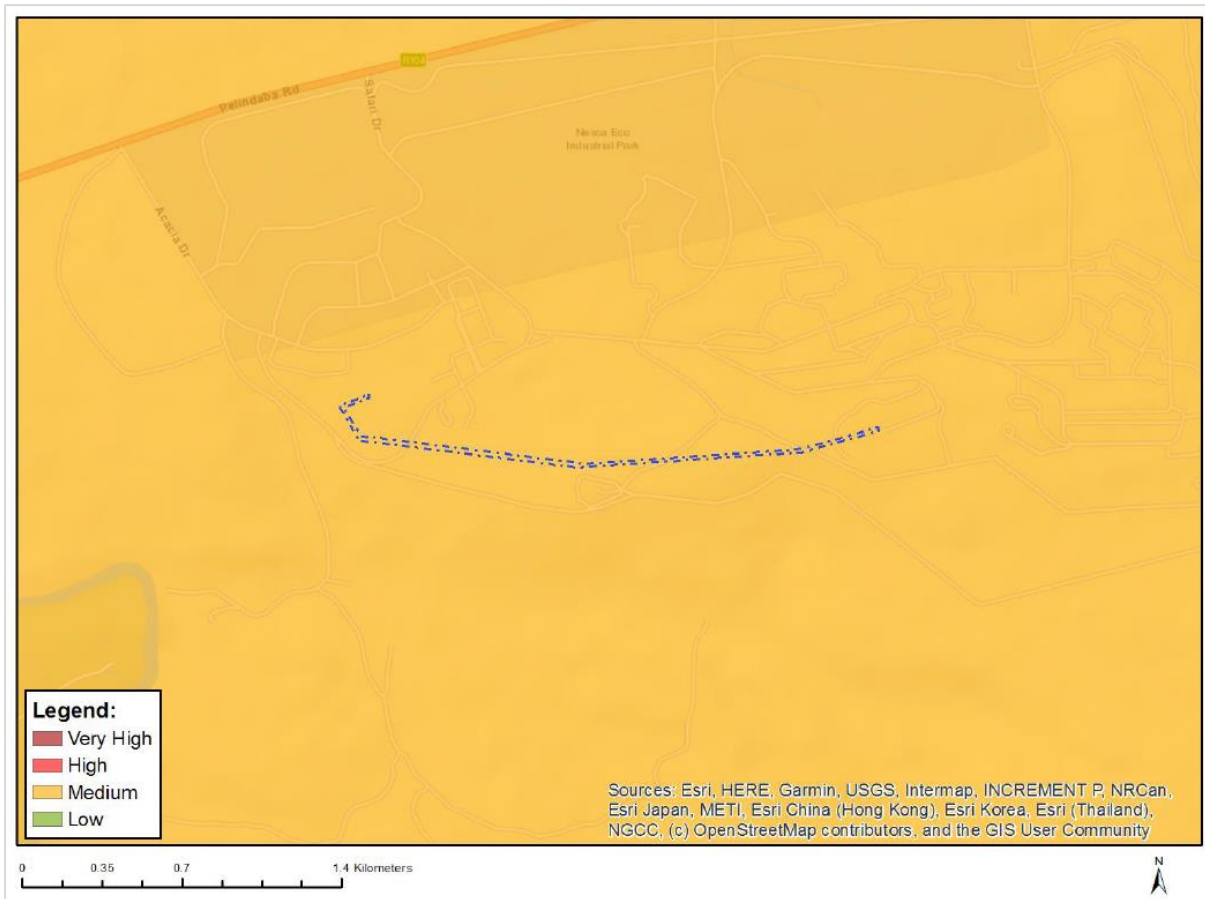 R104
Pelindaba Rd
Safari Dr
Necsa Eco
Industrial Park
Acacia Dr
Legend:
Very High
High
Medium
Low
Sources: Esri, HERE, Garmin, USGS, Intermap, INCREMENT P, NRCan,
Esri Japan, METI, Esri China (Hong Kong), Esri Korea, Esri (Thailand),
NGCC, (c) OpenStreetMap contributors, and the GIS User Community
0 0.35 0.7 1.4 Kilometers
N